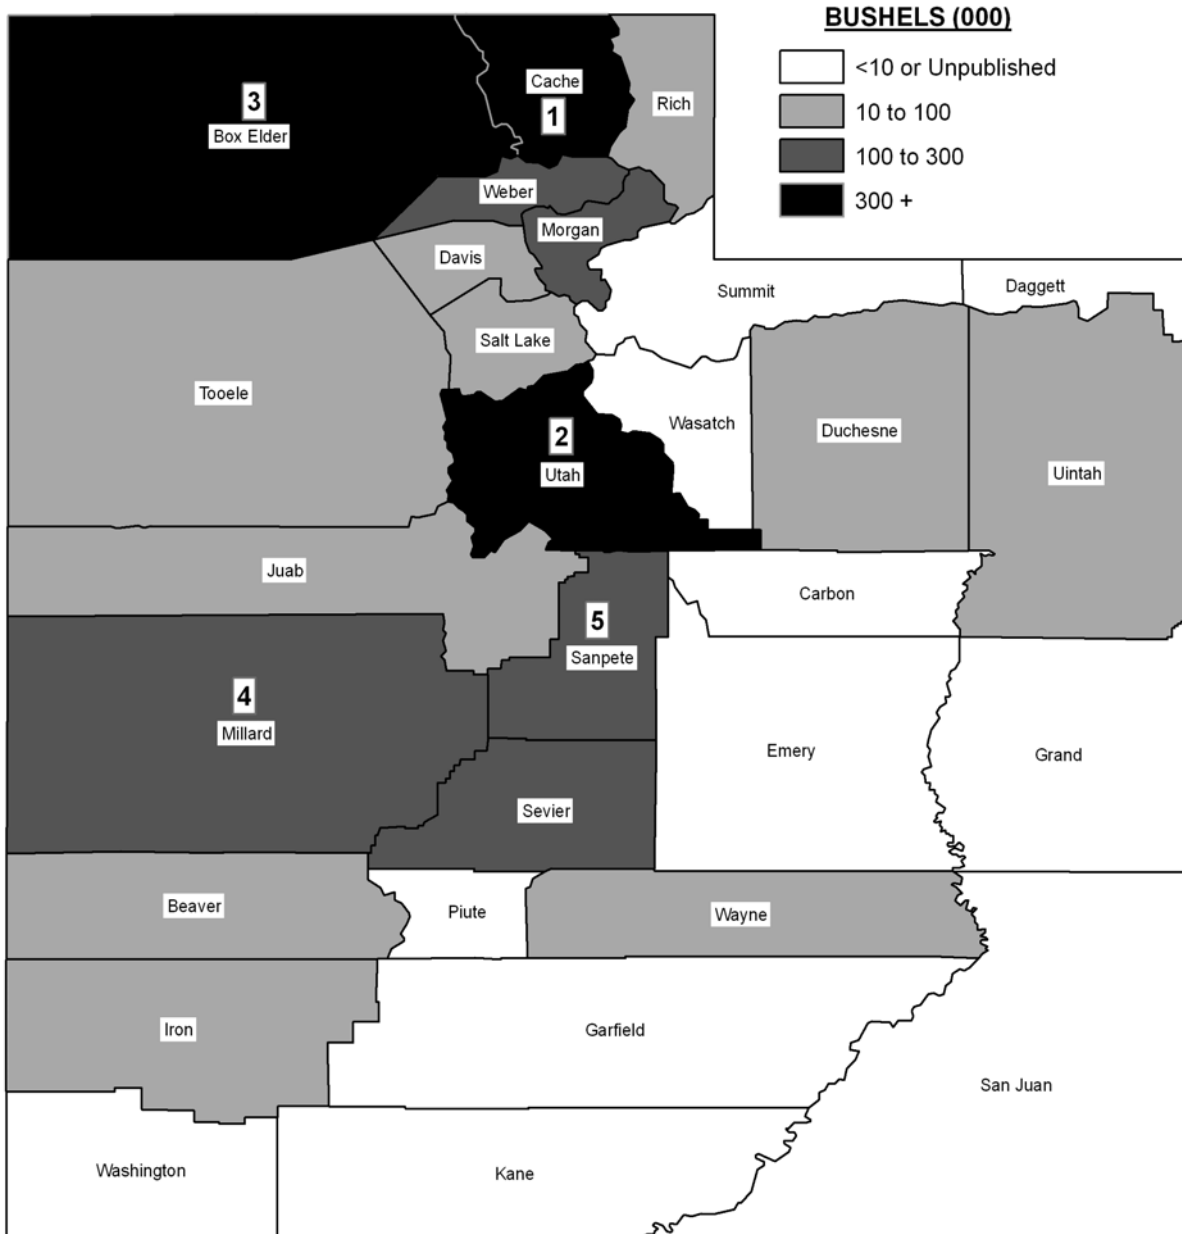 BUSHELS (000)
<10 or Unpublished
10 to 100
100 to 300
300 +
3
Box Elder
Cache
1
Rich
Weber
Morgan
Davis
Summit
Daggett
Salt Lake
Tooele
2
Utah
Wasatch
Duchesne
Uintah
Juab
Carbon
5
Sanpete
4
Millard
Emery
Grand
Sevier
Beaver
Piute
Wayne
Iron
Garfield
San Juan
Washington
Kane